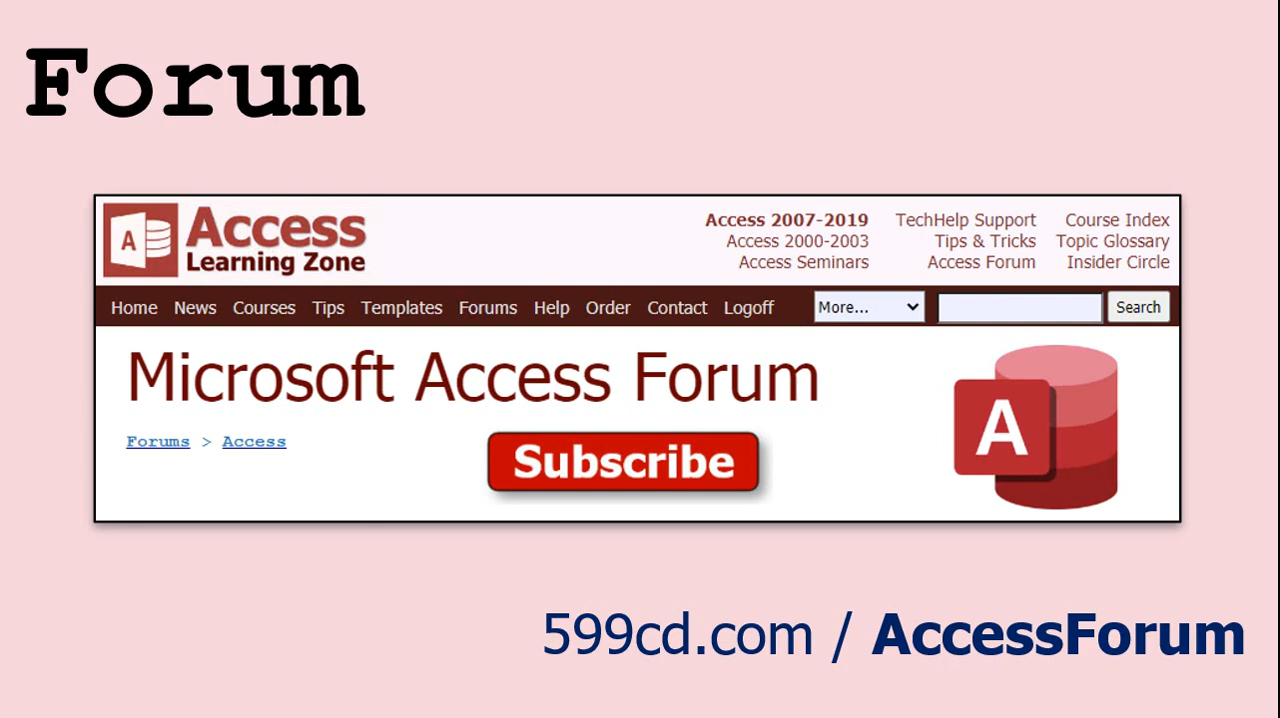 Forum
A
Access
Learning Zone
Access 2007-2019 TechHelp Support Course Index
Access 2000-2003 Tips & Tricks Topic Glossary
Access Seminars Access Forum Insider Circle
Home News Courses Tips Templates Forums Help Order Contact Logoff More... Search
Microsoft Access Forum
Forums > Access
Subscribe
A
599cd.com / AccessForum